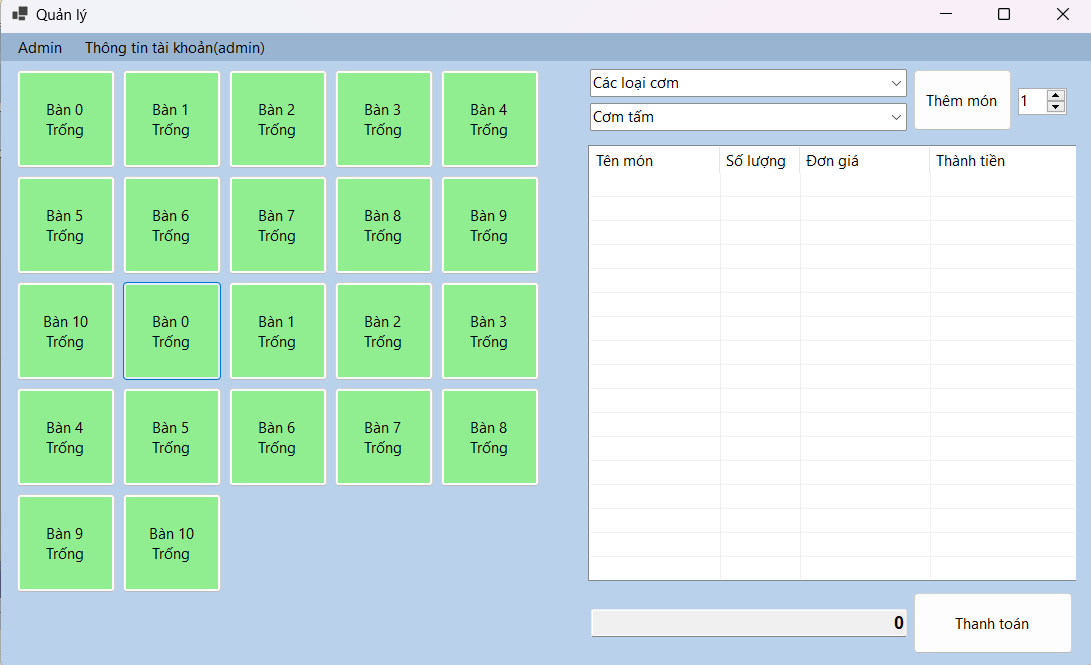 Quản lý
Admin Thông tin tài khoản(admin)
Bàn 0
Trống
Bàn 1
Trống
Bàn 2
Trống
Bàn 3
Trống
Bàn 4
Trống
Bàn 5
Trống
Bàn 6
Trống
Bàn 7
Trống
Bàn 8
Trống
Bàn 9
Trống
Bàn 10
Trống
Bàn 0
Trống
Bàn 1
Trống
Bàn 2
Trống
Bàn 3
Trống
Bàn 4
Trống
Bàn 5
Trống
Bàn 6
Trống
Bàn 7
Trống
Bàn 8
Trống
Bàn 9
Trống
Bàn 10
Trống
Các loại cơm
Cơm tấm
Thêm món
1
Tên món Số lượng Đơn giá Thành tiền
0
Thanh toán